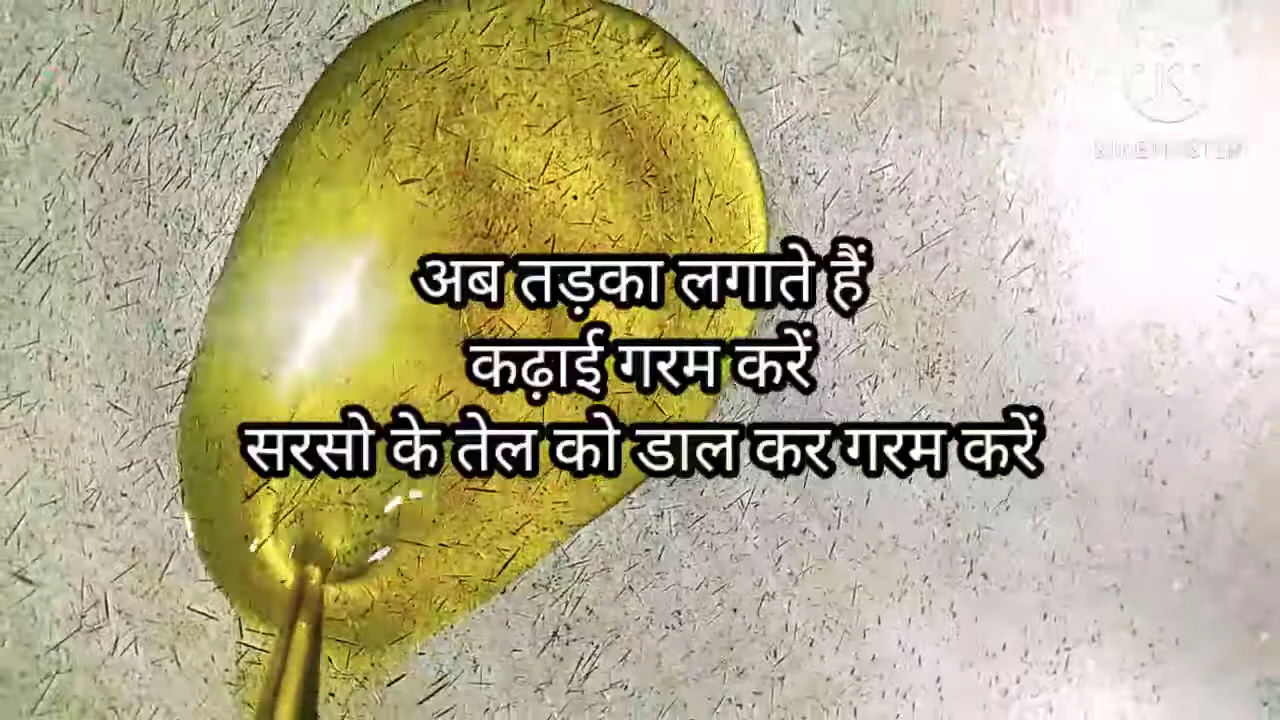 अब तड़का लगाते हैं
कढ़ाई गरम करें
सरसो के तेल को डाल कर गरम करें